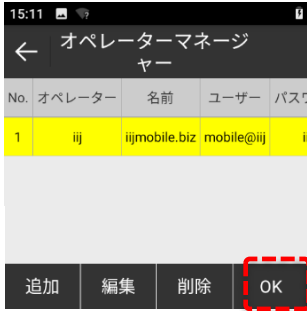 15:11
オペレーターマネージ
ャー
No. オペレーター 名前 ユーザー パスワ
1 iij iijmobile.biz mobile@iij
追加 編集 削除 OK